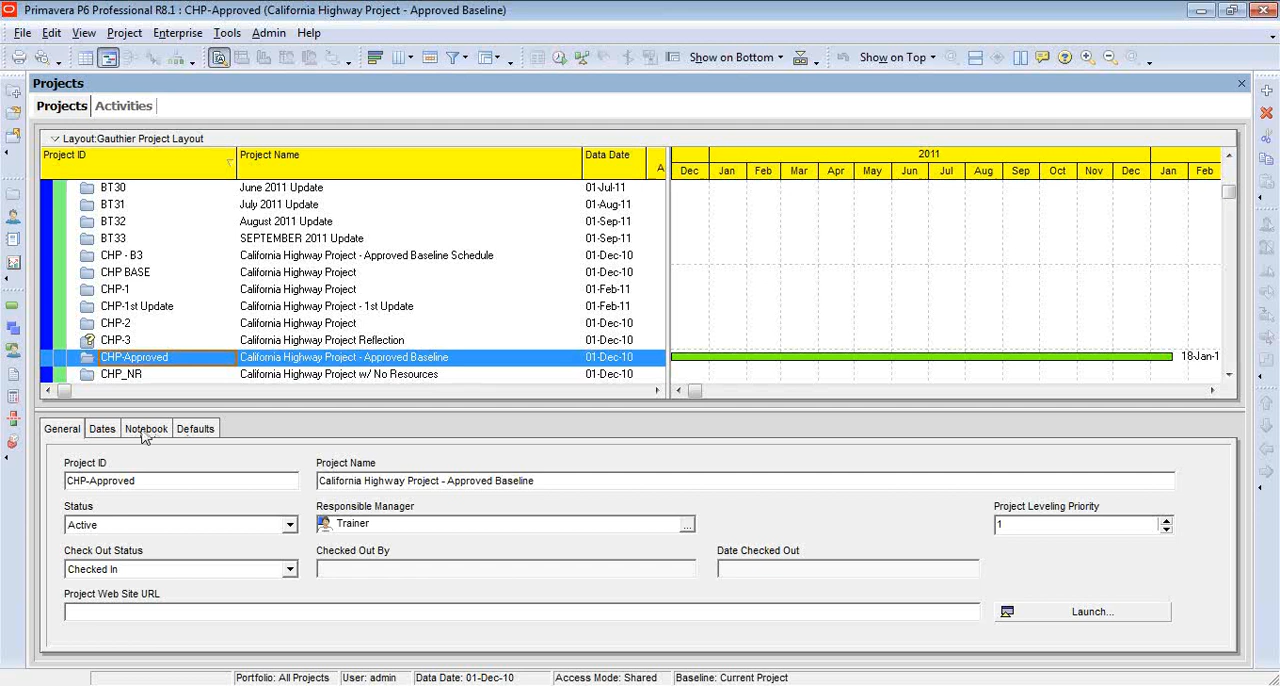 Primavera P6 Professional R8.1 : CHP-Approved (California Highway Project - Approved Baseline)
File Edit View Project Enterprise Tools Admin Help
Show on Bottom Show on Top
Projects
Projects Activities
Layout:Gauthier Project Layout
Project ID Project Name Data Date A 2011
Dec Jan Feb Mar Apr May Jun Jul Aug Sep Oct Nov Dec Jan Feb
BT30 June 2011 Update 01-Jul-11
BT31 July 2011 Update 01-Aug-11
BT32 August 2011 Update 01-Sep-11
BT33 SEPTEMBER 2011 Update 01-Sep-11
CHP - B3 California Highway Project - Approved Baseline Schedule 01-Dec-10
CHP BASE California Highway Project 01-Dec-10
CHP-1 California Highway Project 01-Feb-11
CHP-1st Update California Highway Project - 1st Update 01-Feb-11
CHP-2 California Highway Project 01-Dec-10
CHP-3 California Highway Project Reflection 01-Dec-10
CHP-Approved California Highway Project - Approved Baseline 01-Dec-10 18-Jan-1
CHP_NR California Highway Project w/ No Resources 01-Dec-10
General Dates Notebook Defaults
Project ID Project Name
CHP-Approved California Highway Project - Approved Baseline
Status Responsible Manager Project Leveling Priority
Active Trainer ... 1
Check Out Status Checked Out By Date Checked Out
Checked In
Project Web Site URL
Launch...
Portfolio: All Projects User: admin Data Date: 01-Dec-10 Access Mode: Shared Baseline: Current Project